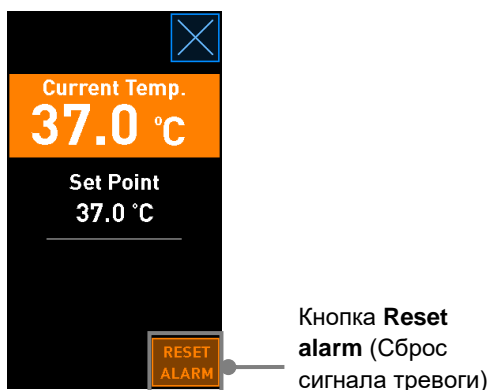 Current Temp.
37.0 °C
Set Point
37.0 °C
RESET
ALARM
Кнопка Reset
alarm (Сброс
сигнала тревоги)